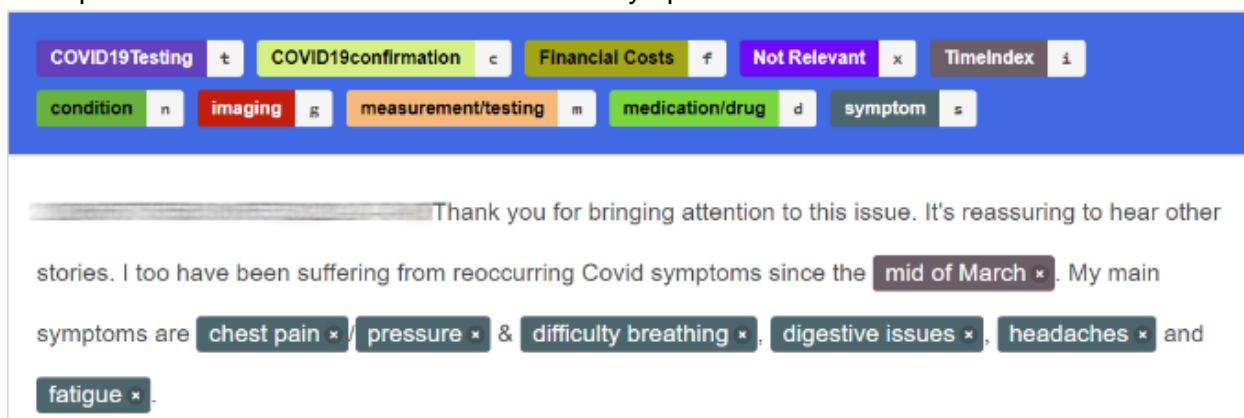 COVID19Testing t COVID19confirmation c Financial Costs f Not Relevant x TimeIndex i
condition n imaging g measurement/testing m medication/drug d symptom s
Thank you for bringing attention to this issue. It's reassuring to hear other
stories. I too have been suffering from reoccurring Covid symptoms since the mid of March ×. My main
symptoms are chest pain ×/ pressure × & difficulty breathing ×, digestive issues ×, headaches × and
fatigue ×.